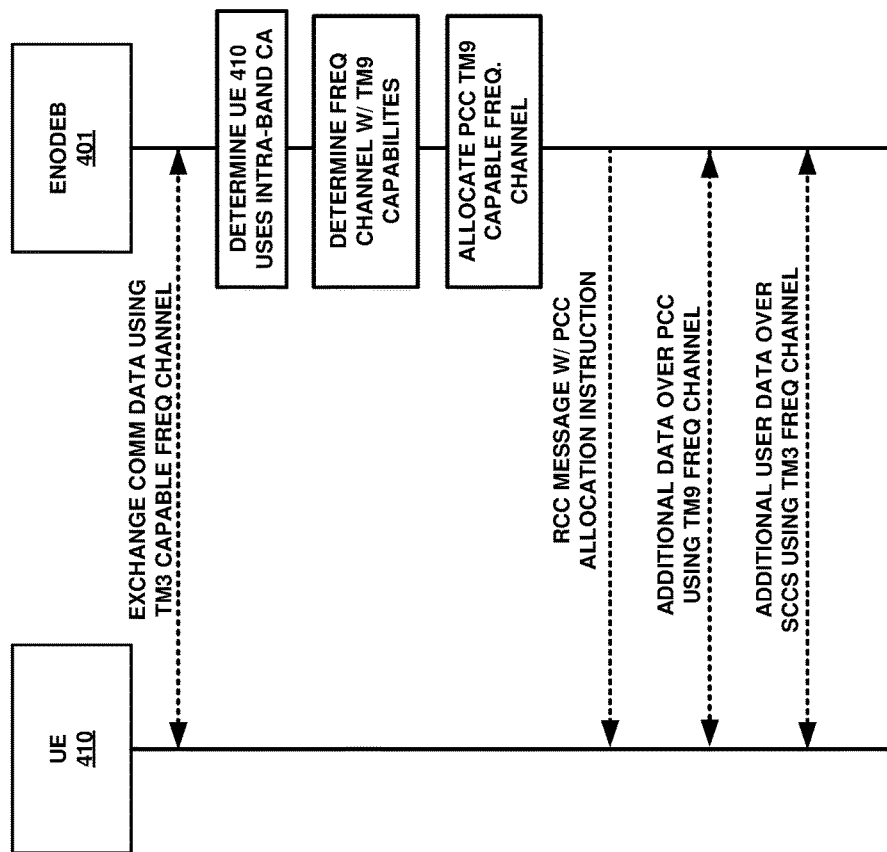 UE
410
ENODEB
401
EXCHANGE COMM DATA USING
TM3 CAPABLE FREQ CHANNEL
DETERMINE UE 410
USES INTRA-BAND CA
DETERMINE FREQ
CHANNEL W/ TM9
CAPABILITES
ALLOCATE PCC TM9
CAPABLE FREQ.
CHANNEL
RCC MESSAGE W/ PCC
ALLOCATION INSTRUCTION
ADDITIONAL DATA OVER PCC
USING TM9 FREQ CHANNEL
ADDITIONAL USER DATA OVER
SCCS USING TM3 FREQ CHANNEL